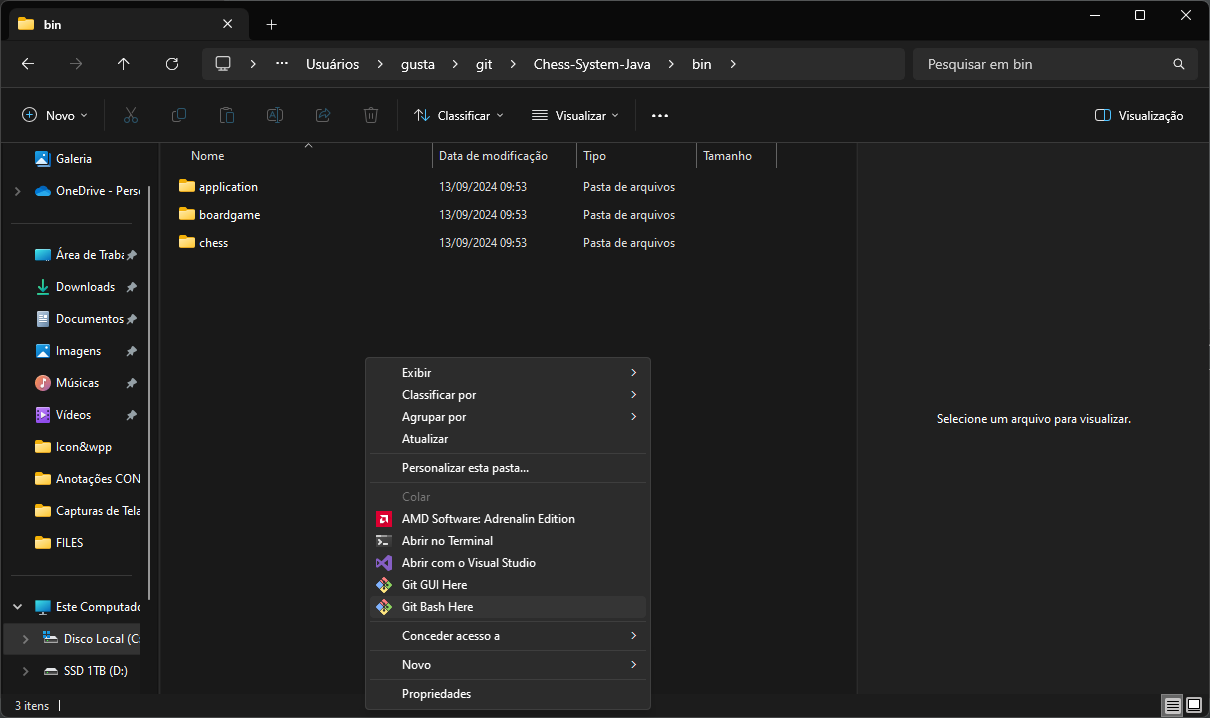 bin
Usuários
gusta
git
Chess-System-Java
bin
Pesquisar em bin
Novo
Classificar
Visualizar
Visualização
Galeria
OneDrive - Perso
Área de Traba
Downloads
Documentos
Imagens
Músicas
Vídeos
Icon&wpp
Anotações CON
Capturas de Tela
FILES
Este Computado
Disco Local (C:
SSD 1TB (D:)
Nome Data de modificação Tipo Tamanho
application 13/09/2024 09:53 Pasta de arquivos
boardgame 13/09/2024 09:53 Pasta de arquivos
chess 13/09/2024 09:53 Pasta de arquivos
Exibir
Classificar por
Agrupar por
Atualizar
Personalizar esta pasta...
Colar
AMD Software: Adrenalin Edition
Abrir no Terminal
Abrir com o Visual Studio
Git GUI Here
Git Bash Here
Conceder acesso a
Novo
Propriedades
Selecione um arquivo para visualizar.
3 itens